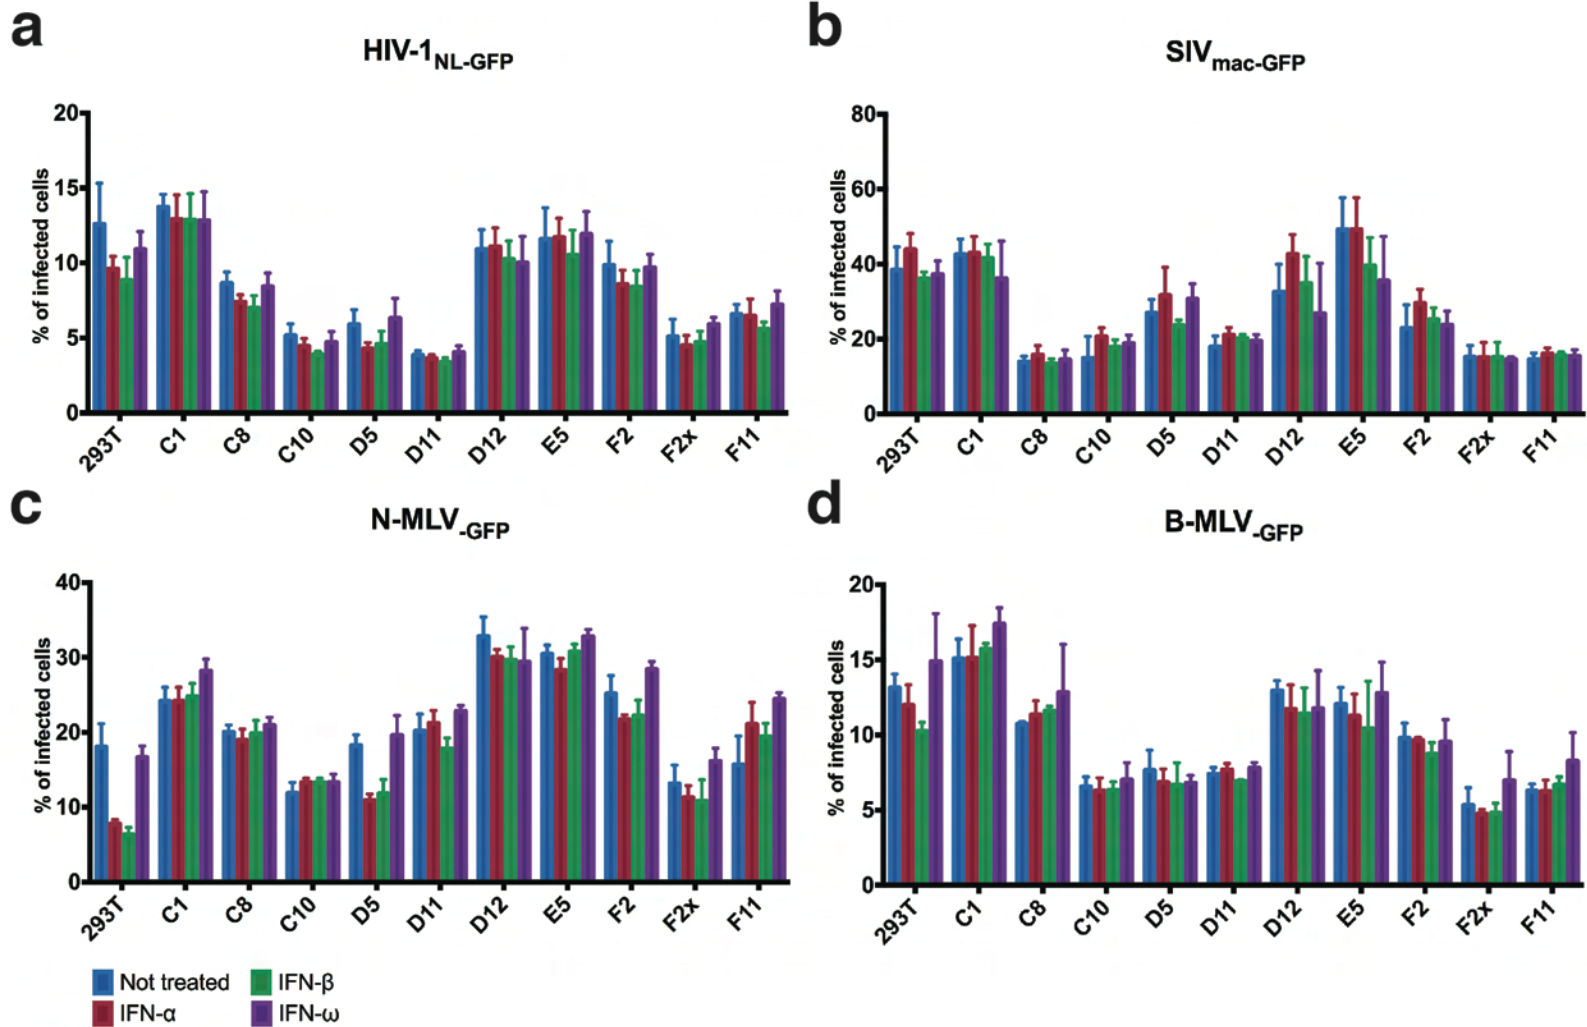 a
HIV-1NL-GFP
% of infected cells
20
15
10
5
0
293T C1 C8 C10 D5 D11 D12 E5 F2 F2x F11
b
SIVmac-GFP
% of infected cells
80
60
40
20
0
293T C1 C8 C10 D5 D11 D12 E5 F2 F2x F11
c
N-MLV-GFP
% of infected cells
40
30
20
10
0
293T C1 C8 C10 D5 D11 D12 E5 F2 F2x F11
d
B-MLV-GFP
% of infected cells
20
15
10
5
0
293T C1 C8 C10 D5 D11 D12 E5 F2 F2x F11
Not treated IFN-β
IFN-α IFN-ω